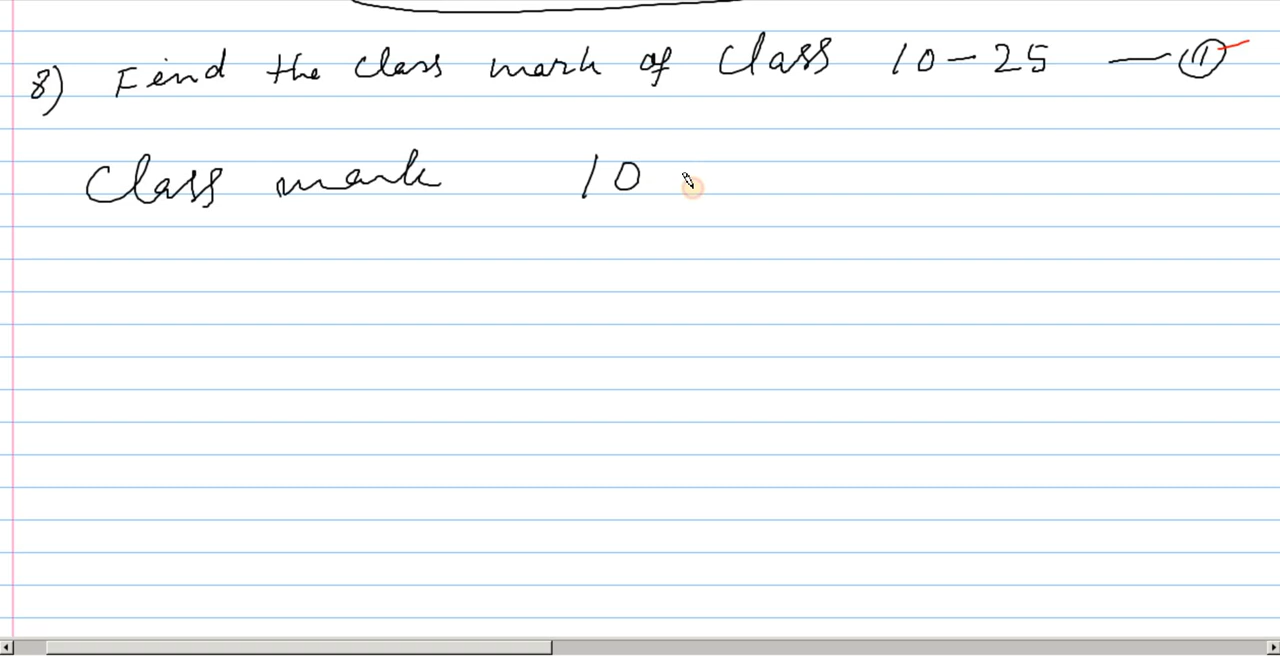 8) Find the class mark of Class 10-25 — ①
Class mark 10